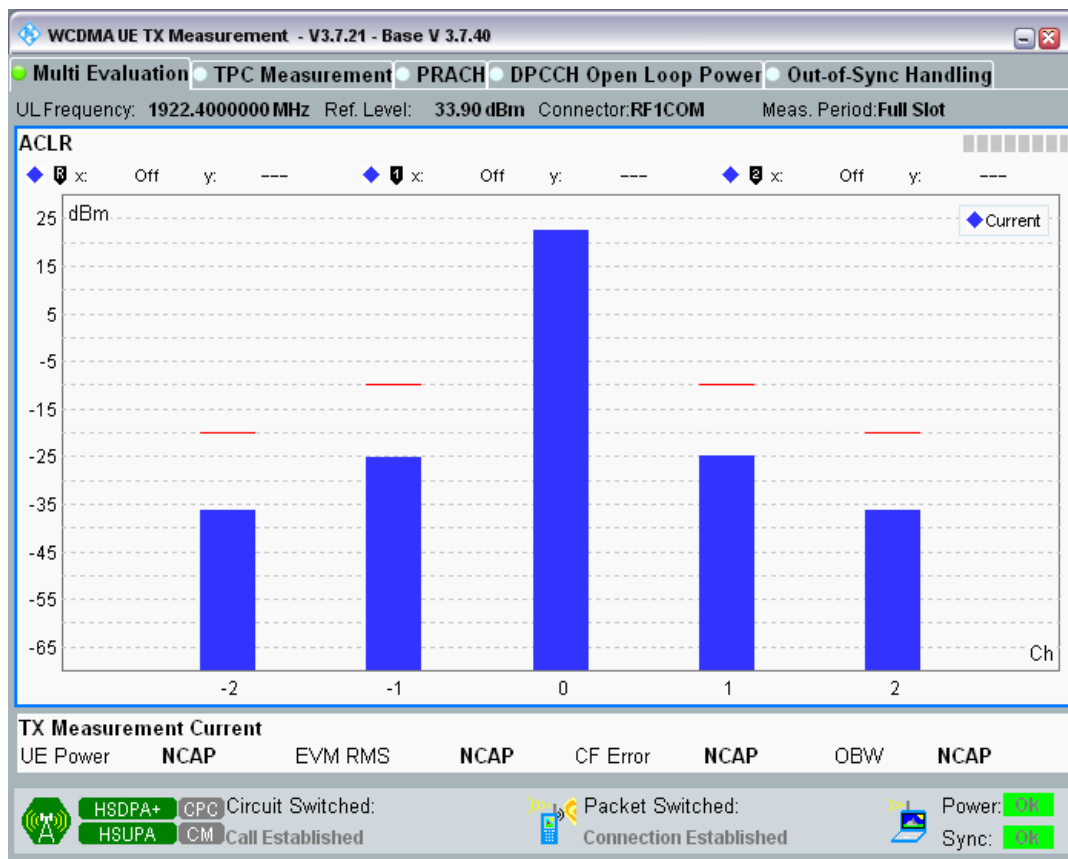 WCDMA UE TX Measurement - V3.7.21 - Base V 3.7.40
Multi Evaluation TPC Measurement PRACH DPCCH Open Loop Power Out-of-Sync Handling
UL Frequency: 1922.4000000 MHz Ref. Level: 33.90 dBm Connector:RF1COM Meas. Period:Full Slot
ACLR
R x: Off y: --- 1 x: Off y: --- 2 x: Off y: ---
25 dBm Current
15
5
-5
-15
-25
-35
-45
-55
-65 Ch
-2 -1 0 1 2
TX Measurement Current
UE Power NCAP EVM RMS NCAP CF Error NCAP OBW NCAP
HSDPA+ CPC Circuit Switched: Packet Switched: Power: OK
HSUPA CM Call Established Connection Established Sync: OK